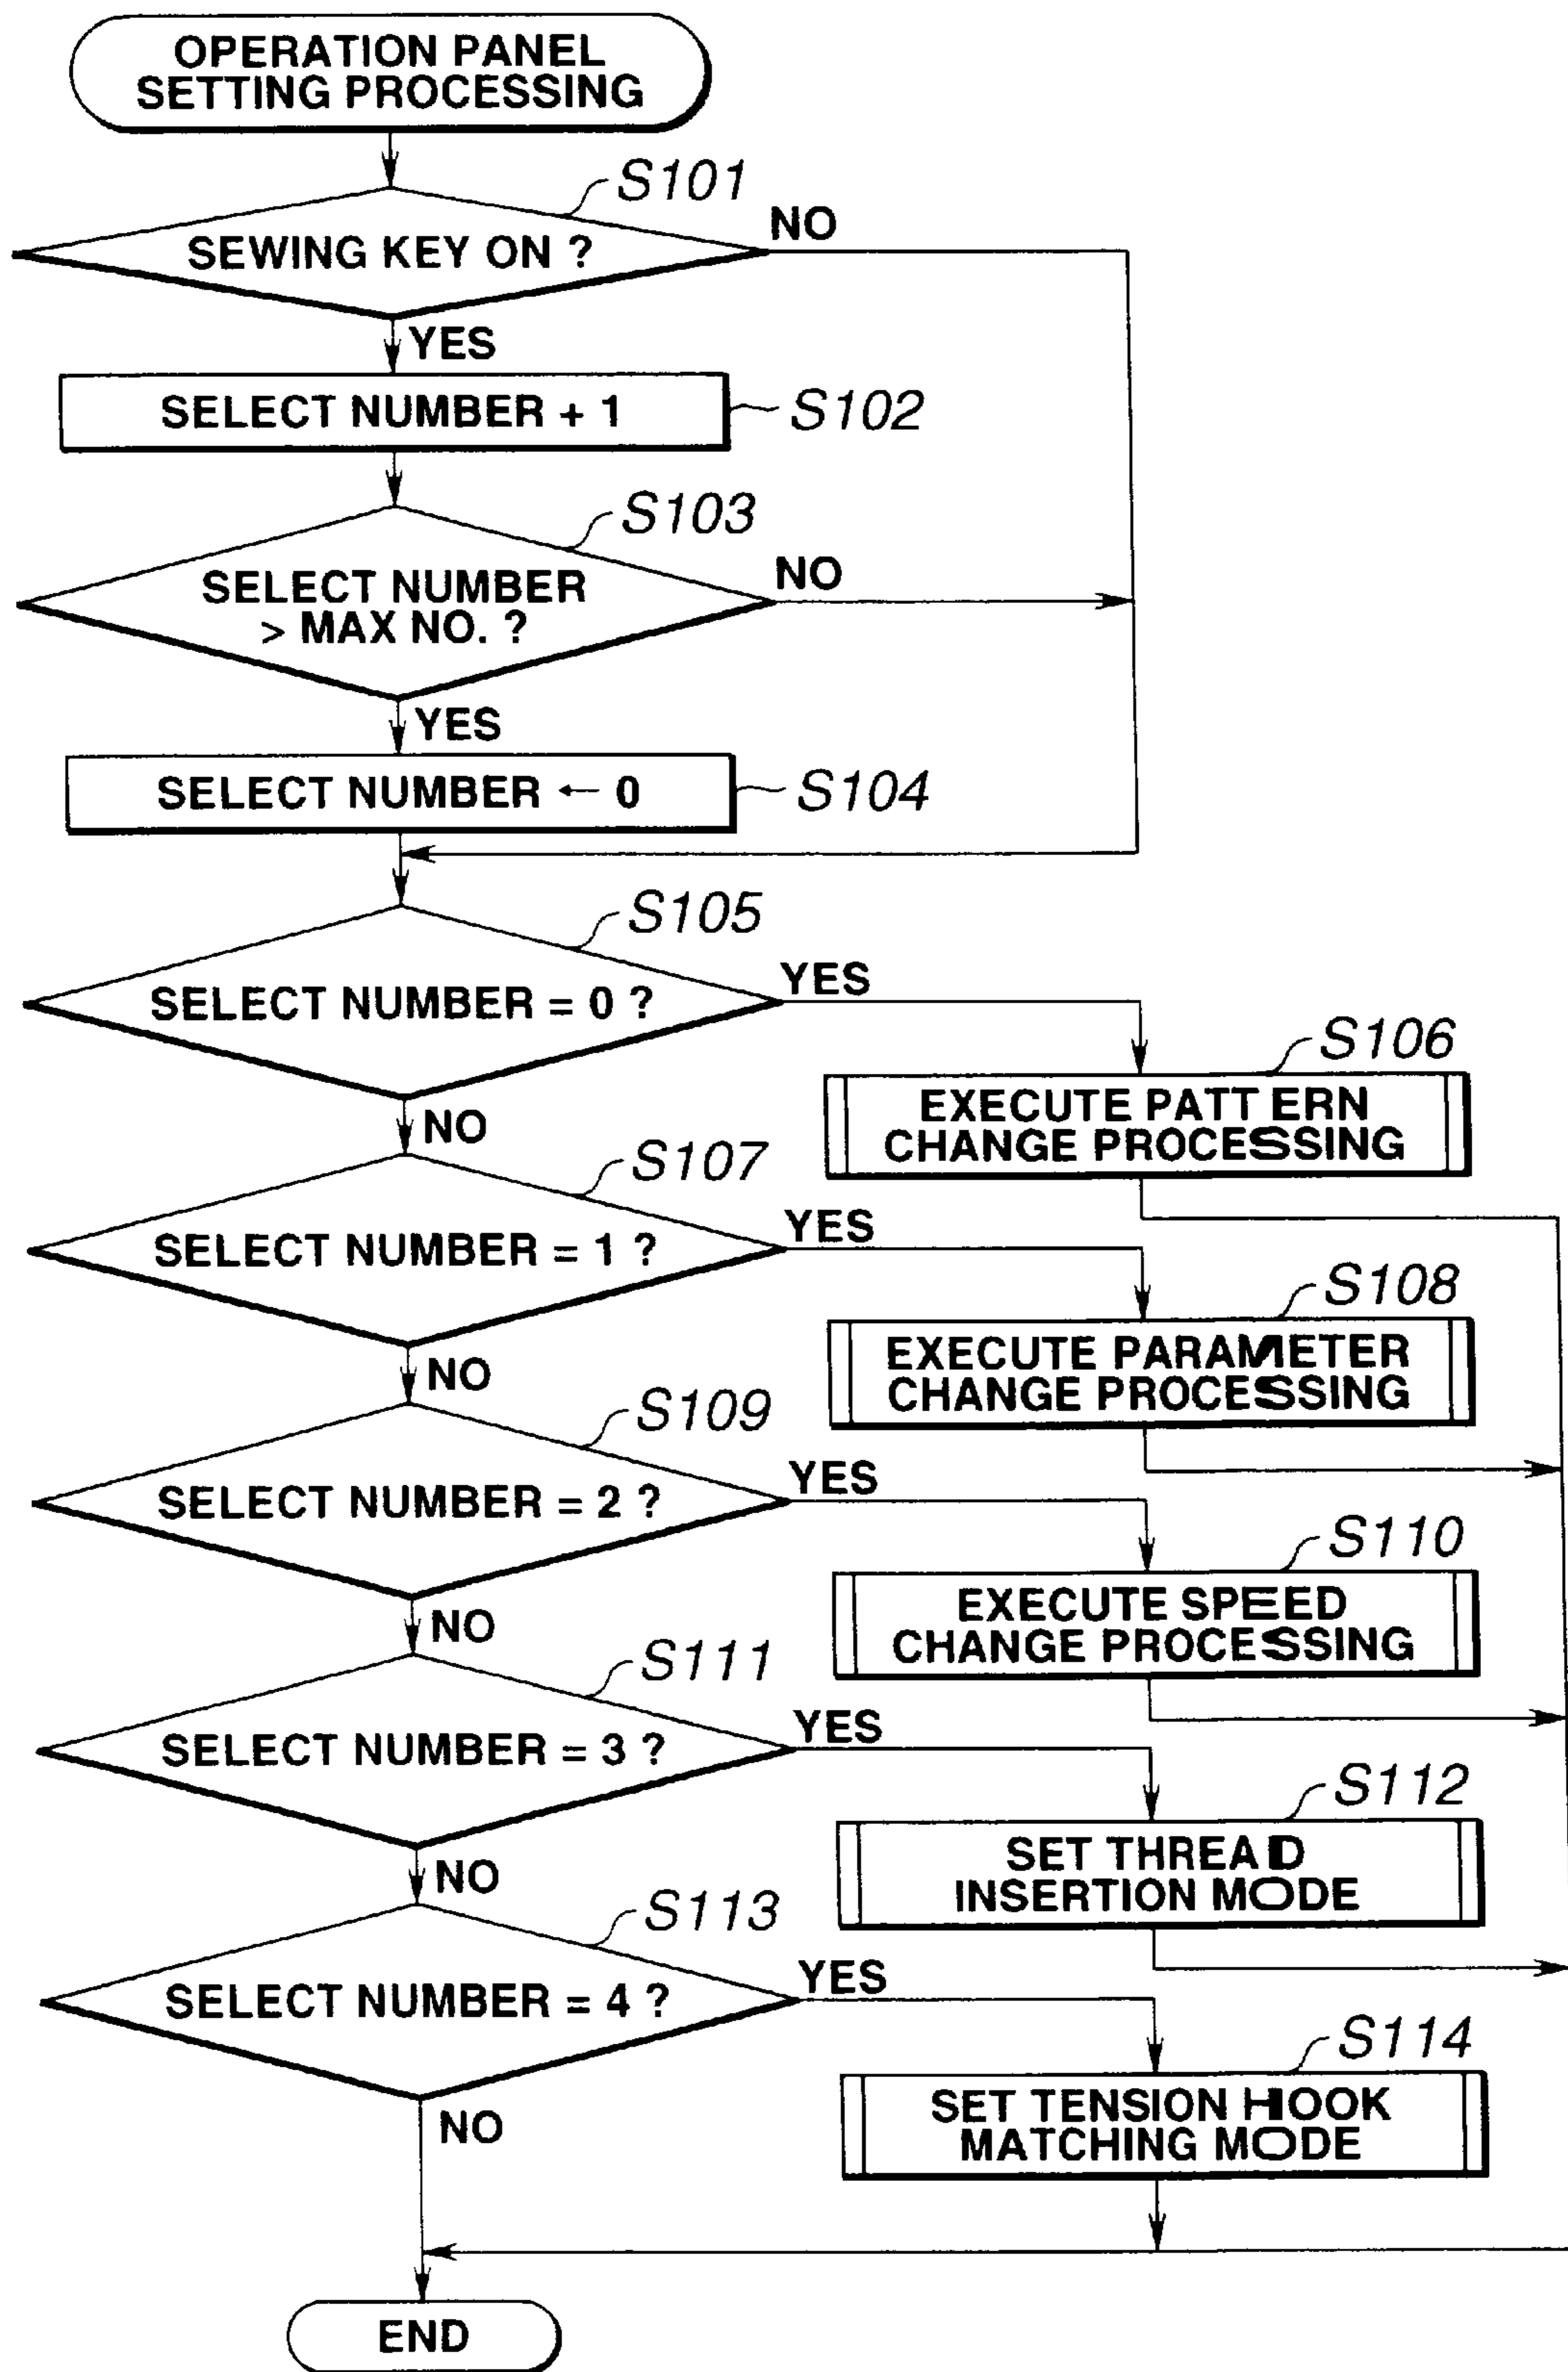 OPERATION PANEL
SETTING PROCESSING
S101
SEWING KEY ON ?
NO
YES
SELECT NUMBER + 1
S102
S103
SELECT NUMBER
> MAX NO. ?
NO
YES
SELECT NUMBER ← 0
S104
S105
SELECT NUMBER = 0 ?
YES
NO
S106
EXECUTE PATTERN
CHANGE PROCESSING
S107
SELECT NUMBER = 1 ?
YES
NO
S108
EXECUTE PARAMETER
CHANGE PROCESSING
S109
SELECT NUMBER = 2 ?
YES
NO
S110
EXECUTE SPEED
CHANGE PROCESSING
S111
SELECT NUMBER = 3 ?
YES
NO
S112
SET THREAD
INSERTION MODE
S113
SELECT NUMBER = 4 ?
YES
NO
S114
SET TENSION HOOK
MATCHING MODE
END